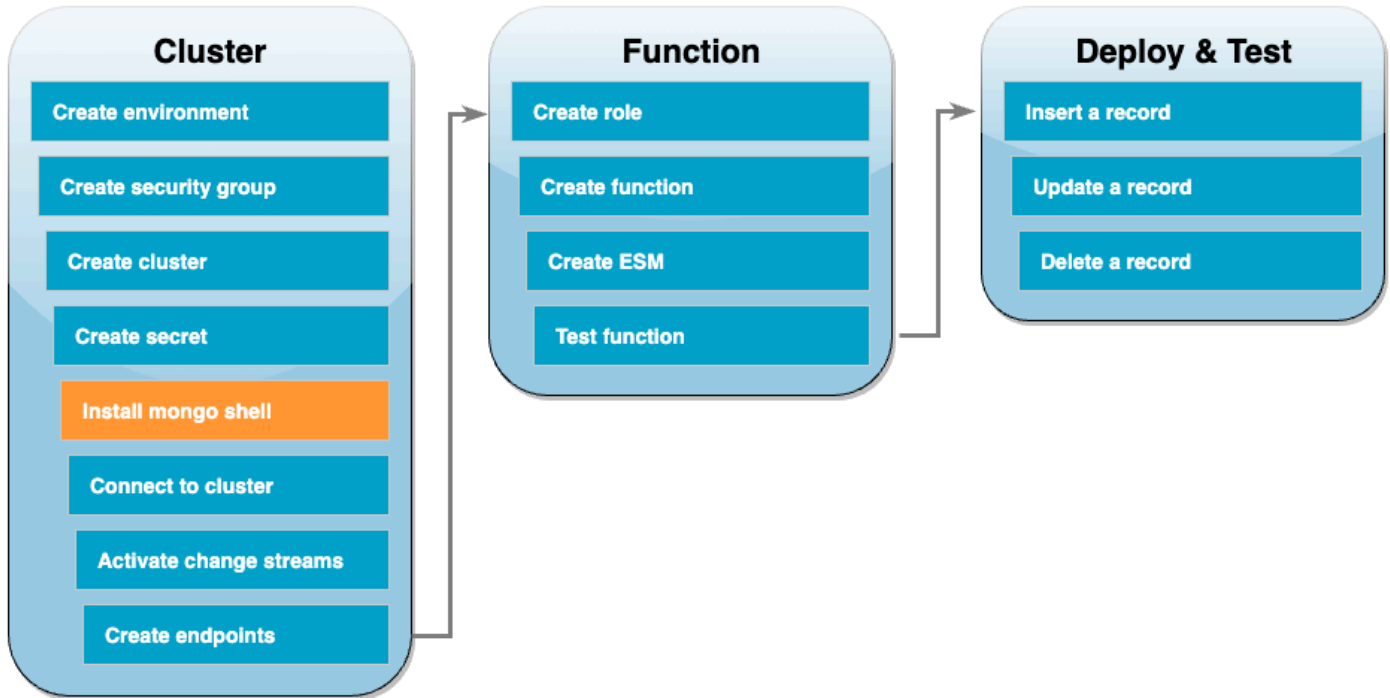 Cluster
Create environment
Create security group
Create cluster
Create secret
Install mongo shell
Connect to cluster
Activate change streams
Create endpoints
Function
Create role
Create function
Create ESM
Test function
Deploy & Test
Insert a record
Update a record
Delete a record